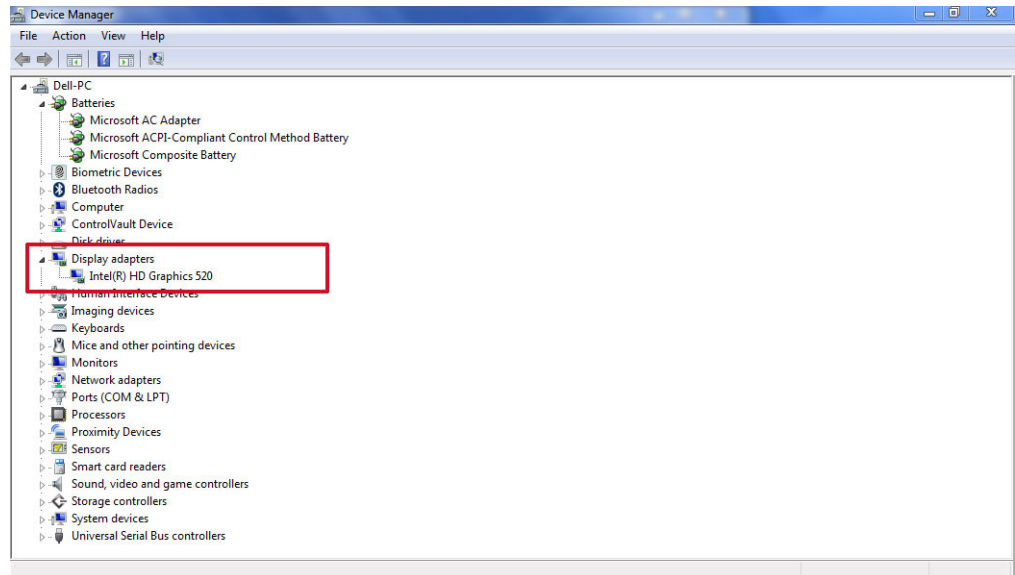 Device Manager
File Action View Help
Dell-PC
Batteries
Microsoft AC Adapter
Microsoft ACPI-Compliant Control Method Battery
Microsoft Composite Battery
Biometric Devices
Bluetooth Radios
Computer
ControlVault Device
Disk driver
Display adapters
Intel(R) HD Graphics 520
Human Interface Devices
Imaging devices
Keyboards
Mice and other pointing devices
Monitors
Network adapters
Ports (COM & LPT)
Processors
Proximity Devices
Sensors
Smart card readers
Sound, video and game controllers
Storage controllers
System devices
Universal Serial Bus controllers